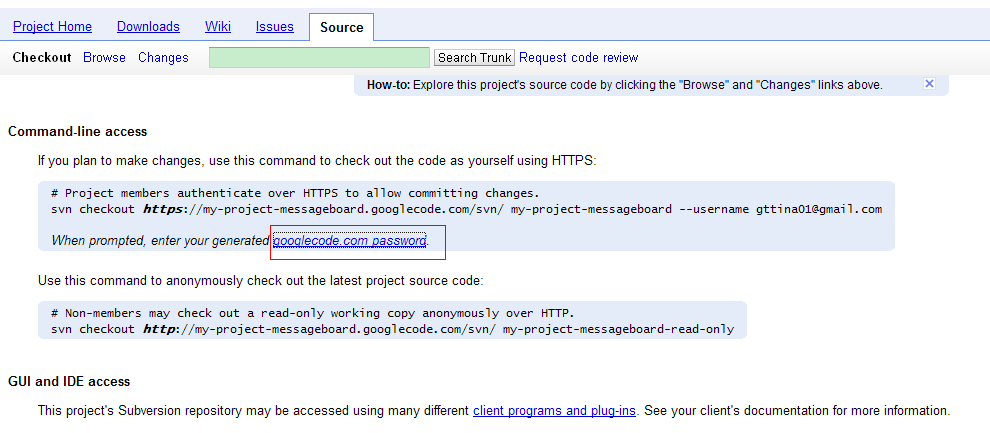 Project Home Downloads Wiki Issues Source
Checkout Browse Changes Search Trunk Request code review
How-to: Explore this project's source code by clicking the "Browse" and "Changes" links above.
Command-line access
If you plan to make changes, use this command to check out the code as yourself using HTTPS:
# Project members authenticate over HTTPS to allow committing changes.
svn checkout https://my-project-messageboard.googlecode.com/svn/ my-project-messageboard --username gttina01@gmail.com
When prompted, enter your generated googlecode.com password.
Use this command to anonymously check out the latest project source code:
# Non-members may check out a read-only working copy anonymously over HTTP.
svn checkout http://my-project-messageboard.googlecode.com/svn/ my-project-messageboard-read-only
GUI and IDE access
This project's Subversion repository may be accessed using many different client programs and plug-ins. See your client's documentation for more information.